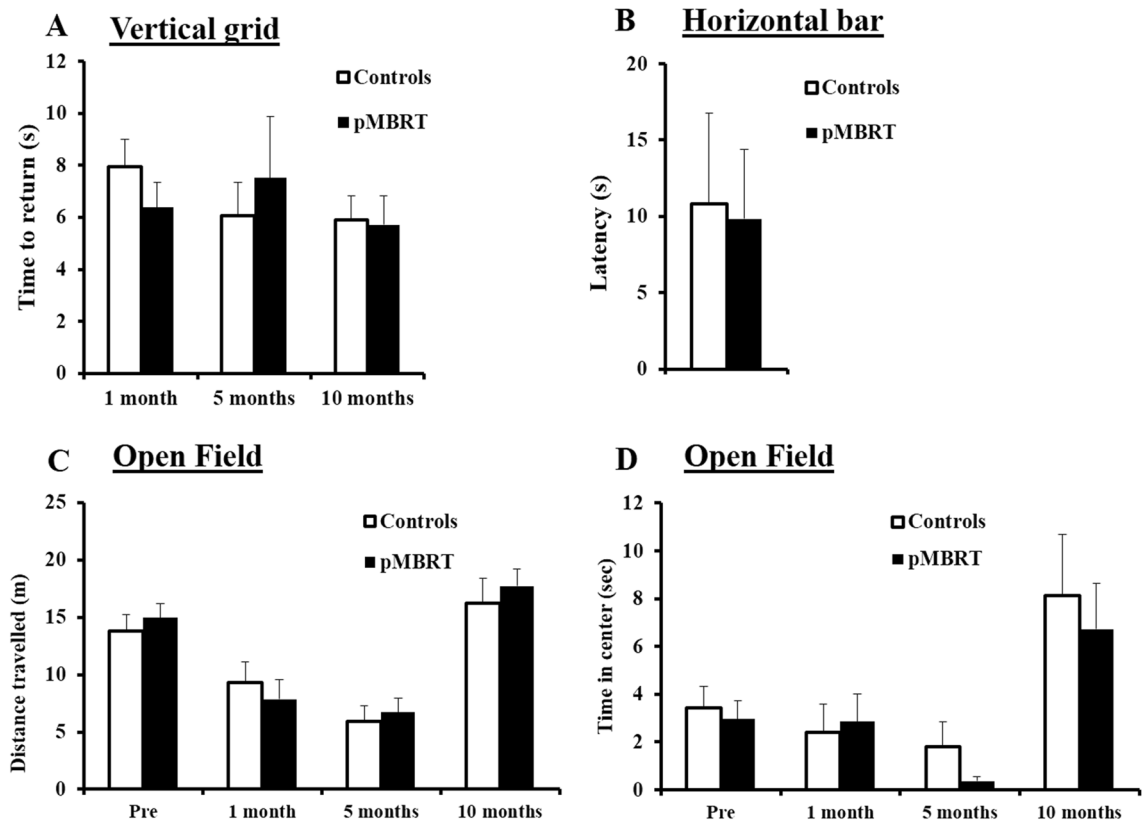 A Vertical grid
Time to return (s)
12
10
8
6
4
2
0
Controls
pMBRT
1 month 5 months 10 months
B Horizontal bar
Latency (s)
20
15
10
5
0
Controls
pMBRT
C Open Field
Distance travelled (m)
25
20
15
10
5
0
Controls
pMBRT
Pre 1 month 5 months 10 months
D Open Field
Time in center (sec)
12
10
8
6
4
2
0
Controls
pMBRT
Pre 1 month 5 months 10 months